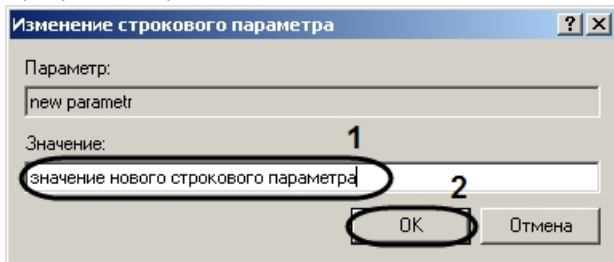 Изменение строкового параметра
Параметр:
new parametr
Значение:
1
значение нового строкового параметра
2
OK
Отмена